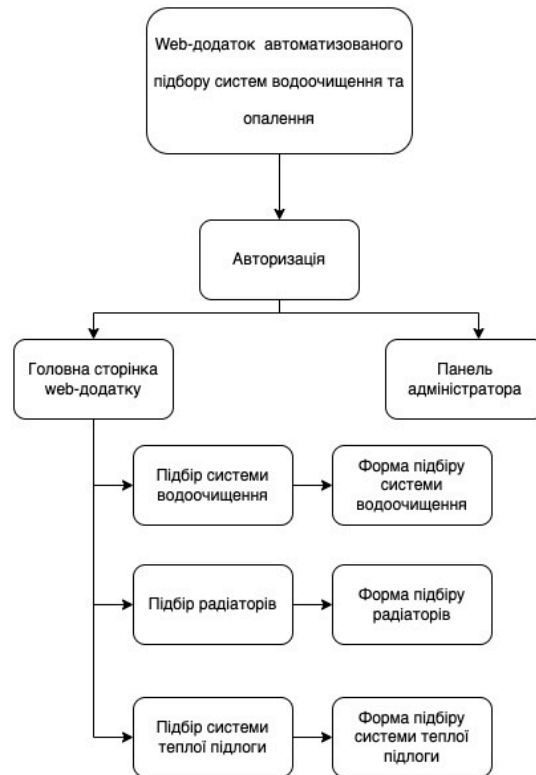 Web-додаток автоматизованого
підбору систем водоочищення та
опалення
Авторизація
Головна сторінка
web-додатку
Панель
адміністратора
Підбір системи
водоочищення
Форма підбіру
системи
водоочищення
Підбір радіаторів
Форма підбіру
радіаторів
Підбір системи
теплої підлоги
Форма підбіру
системи теплої
підлоги